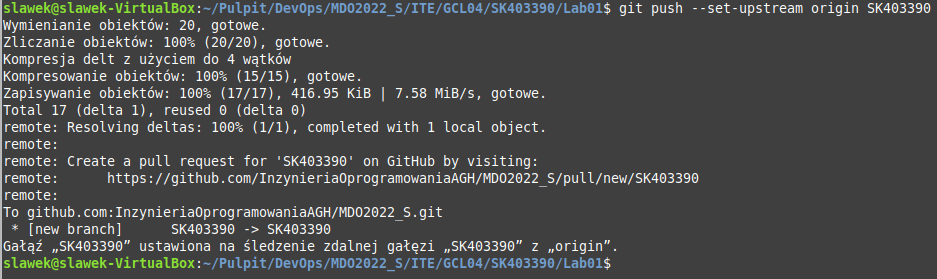 slawek@slawek-VirtualBox:~/Pulpit/DevOps/MDO2022_S/ITE/GCL04/SK403390/Lab01$ git push --set-upstream origin SK403390
Wymienianie obiektów: 20, gotowe.
Zliczanie obiektów: 100% (20/20), gotowe.
Kompresja delt z użyciem do 4 wątków
Kompresowanie obiektów: 100% (15/15), gotowe.
Zapisywanie obiektów: 100% (17/17), 416.95 KiB | 7.58 MiB/s, gotowe.
Total 17 (delta 1), reused 0 (delta 0)
remote: Resolving deltas: 100% (1/1), completed with 1 local object.
remote:
remote: Create a pull request for 'SK403390' on GitHub by visiting:
remote:      https://github.com/InzynieriaOprogramowaniaAGH/MDO2022_S/pull/new/SK403390
remote:
To github.com:InzynieriaOprogramowaniaAGH/MDO2022_S.git
 * [new branch]      SK403390 -> SK403390
Gałąź „SK403390” ustawiona na śledzenie zdalnej gałęzi „SK403390” z „origin”.
slawek@slawek-VirtualBox:~/Pulpit/DevOps/MDO2022_S/ITE/GCL04/SK403390/Lab01$